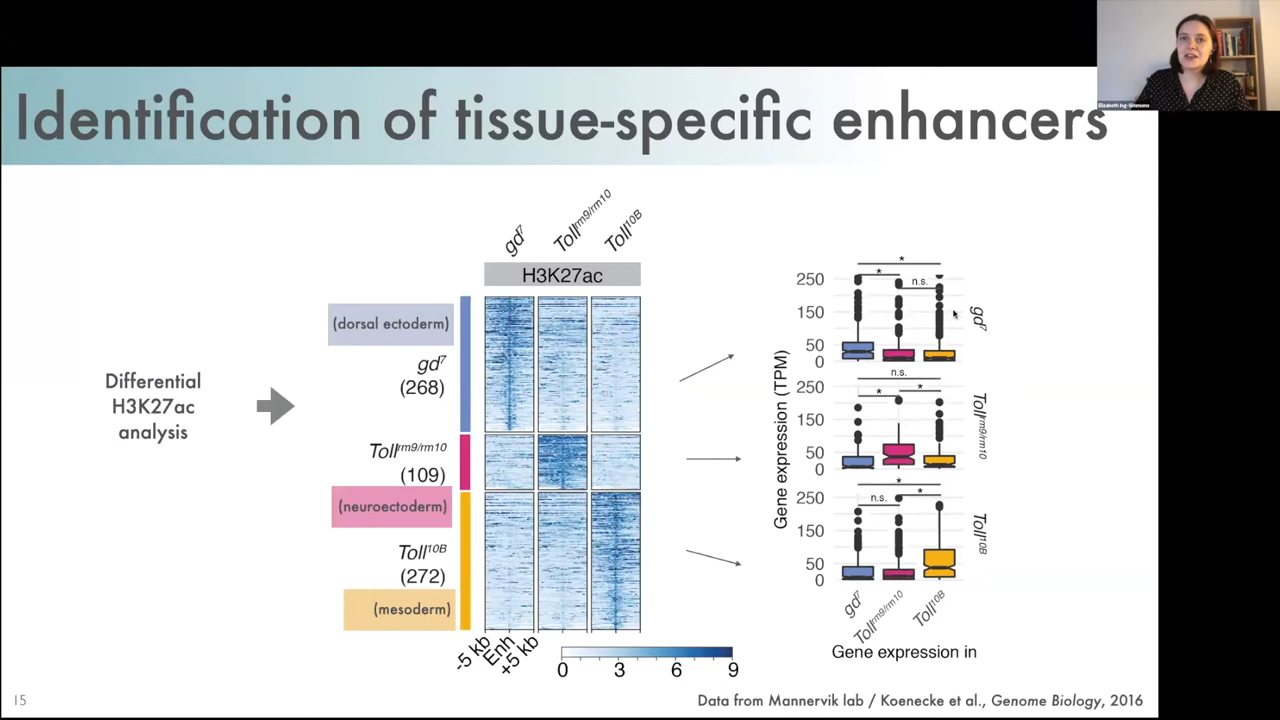 Elizabeth Ing-Simmons
Identification of tissue-specific enhancers
gd7
Tollrm9/rm10
Toll10B
H3K27ac
(dorsal ectoderm)
gd7
(268)
Differential
H3K27ac
analysis
Tollrm9/rm10
(109)
(neuroectoderm)
Toll10B
(272)
(mesoderm)
-5 kb
Enh
+5 kb
0 3 6 9
Gene expression (TPM)
*
*
n.s.
250
150
50
0
gd7
n.s.
*
*
250
150
50
0
Tollrm9/rm10
*
n.s.
*
250
150
50
0
Toll10B
gd7
Tollrm9/rm10
Toll10B
Gene expression in
15
Data from Mannervik lab / Koenecke et al., Genome Biology, 2016